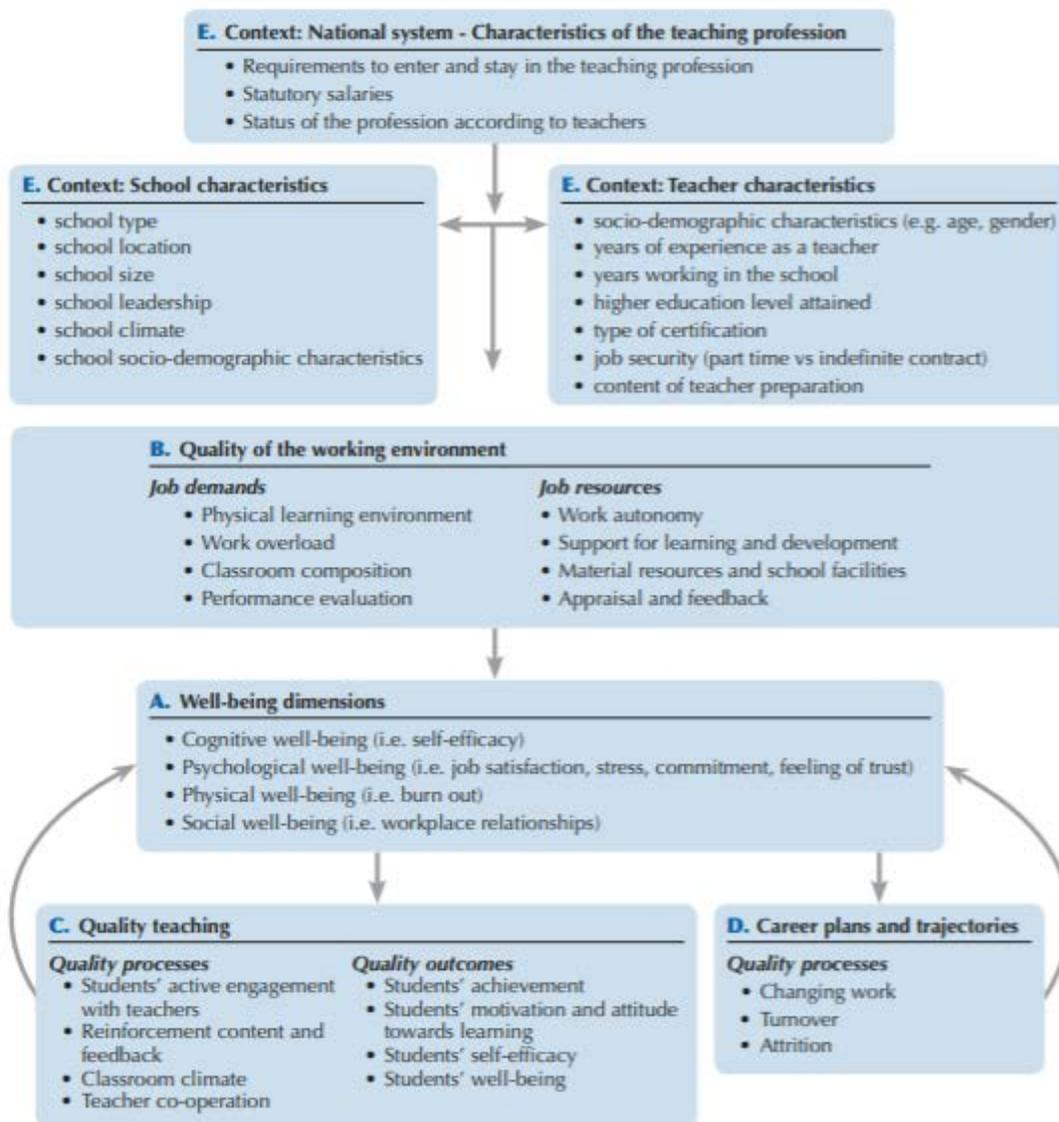 E. Context: National system - Characteristics of the teaching profession
• Requirements to enter and stay in the teaching profession
• Statutory salaries
• Status of the profession according to teachers
E. Context: School characteristics
• school type
• school location
• school size
• school leadership
• school climate
• school socio-demographic characteristics
E. Context: Teacher characteristics
• socio-demographic characteristics (e.g. age, gender)
• years of experience as a teacher
• years working in the school
• higher education level attained
• type of certification
• job security (part time vs indefinite contract)
• content of teacher preparation
B. Quality of the working environment
Job demands
• Physical learning environment
• Work overload
• Classroom composition
• Performance evaluation
Job resources
• Work autonomy
• Support for learning and development
• Material resources and school facilities
• Appraisal and feedback
A. Well-being dimensions
• Cognitive well-being (i.e. self-efficacy)
• Psychological well-being (i.e. job satisfaction, stress, commitment, feeling of trust)
• Physical well-being (i.e. burn out)
• Social well-being (i.e. workplace relationships)
C. Quality teaching
Quality processes
• Students' active engagement
with teachers
• Reinforcement content and
feedback
• Classroom climate
• Teacher co-operation
Quality outcomes
• Students' achievement
• Students' motivation and attitude
towards learning
• Students' self-efficacy
• Students' well-being
D. Career plans and trajectories
Quality processes
• Changing work
• Turnover
• Attrition